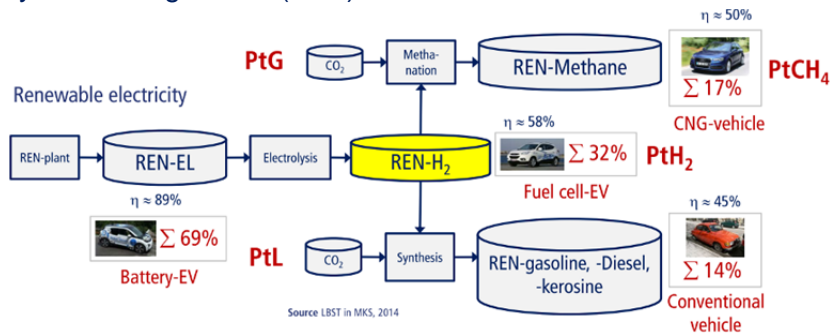 η ≈ 50%
PtG
CO₂
Metha-
nation
REN-Methane
Σ 17%
PtCH₄
CNG-vehicle
Renewable electricity
REN-plant
REN-EL
Electrolysis
REN-H₂
η ≈ 58%
Σ 32%
PtH₂
Fuel cell-EV
η ≈ 89%
Σ 69%
Battery-EV
PtL
CO₂
Synthesis
REN-gasoline, -Diesel,
-kerosine
η ≈ 45%
Σ 14%
Conventional
vehicle
Source LBST in MKS, 2014